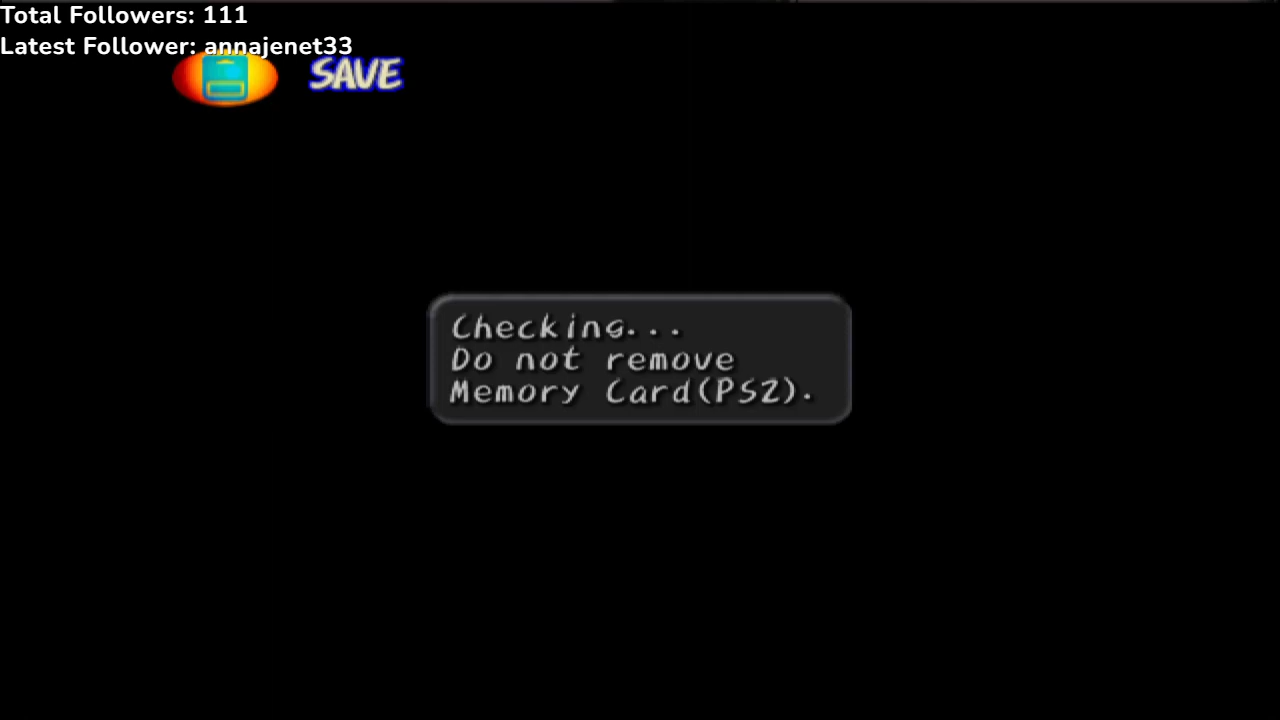 Total Followers: 111
Latest Follower: annajenet33
SAVE
Checking...
Do not remove
Memory Card(PS2).